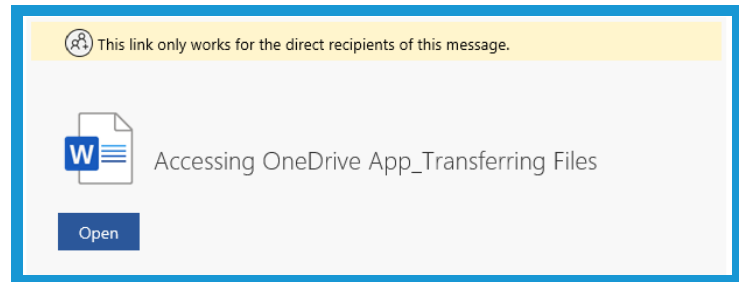 This link only works for the direct recipients of this message.
W
Accessing OneDrive App_Transferring Files
Open